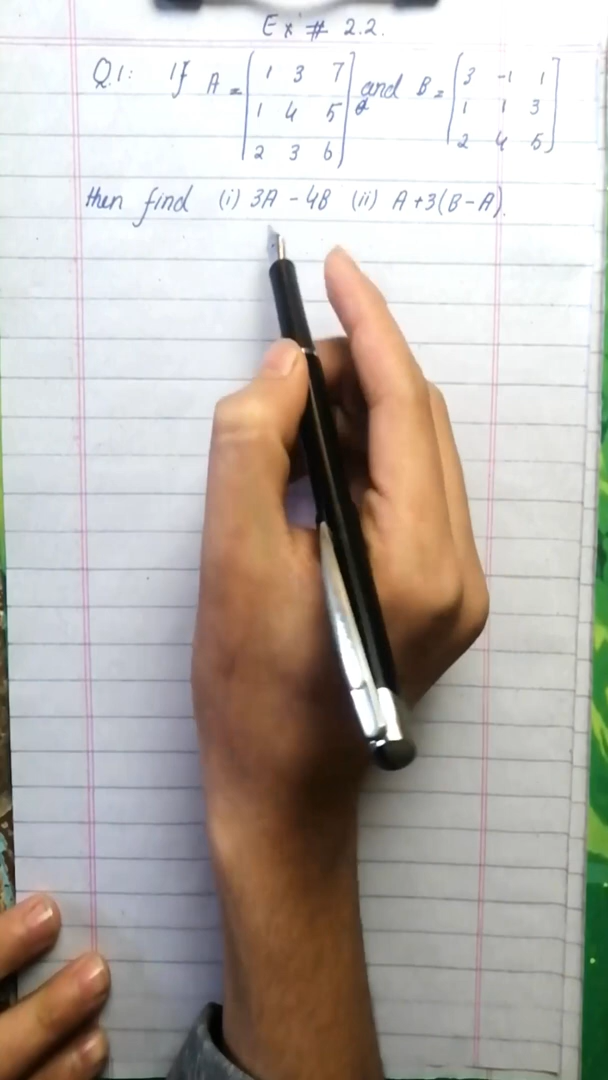 Ex # 2.2.
Q1: If A = [1 3 7 and B = [3 -1 1
1 4 5 1 1 3
2 3 6] 2 4 5]
then find (i) 3A - 4B (ii) A+3(B-A).